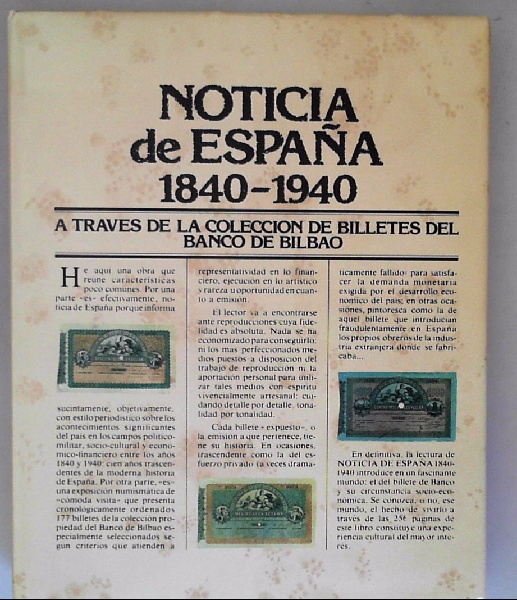 NOTICIA
de ESPAÑA
1840-1940
A TRAVES DE LA COLECCION DE BILLETES DEL
BANCO DE BILBAO
He aquí una obra que
reune características
poco comunes. Por una
parte «es» efectivamente, no-
ticia de España porque informa
sucintamente, objetivamente,
con estilo periodístico sobre los
acontecimientos significantes
del país en los campos político-
militar, socio-cultural y econó-
mico-financiero entre los años
1840 y 1940; cien años trascen-
dentes de la moderna historia
de España. Por otra parte, «es»
una exposición numismática de
«cómoda visita» que presenta
cronológicamente ordenados
177 billetes de la colección pro-
piedad del Banco de Bilbao es-
pecialmente seleccionados se-
gún criterios que atienden a
representatividad en lo finan-
ciero, ejecución en lo artístico
y rareza u oportunidad en cuan-
to a emisión.
El lector va a encontrarse
ante reproducciones cuya fide-
lidad es absoluta. Nada se ha
economizado para conseguirlo;
ni los mas perfeccionados me-
dios puestos a disposición del
trabajo de reproducción ni la
aportación personal para utili-
zar tales medios con espíritu
vivencialmente artesanal: cui-
dando detalle por detalle, tona-
lidad por tonalidad.
Cada billete «expuesto», o
la emisión a que pertenece, tie-
ne su historia. En ocasiones,
trascendente como la del es-
fuerzo privado (a veces drama-
ticamente fallido) para satisfa-
cer la demanda monetaria
exigida por el desarrollo eco-
nómico del país; en otras oca-
siones, pintoresca como la de
aquel billete que introducían
fraudulentamente en España
los propios obreros de la indus-
tria extranjera donde se fabri-
caba...
En definitiva, la lectura de
NOTICIA DE ESPAÑA 1840-
1940 introduce en un fascinante
mundo: el del billete de Banco
y su circunstancia socio-eco-
nómica. Se conozca, o no, ese
mundo, el hecho de vivirlo a
través de las 256 páginas de
este libro constituye una expe-
riencia cultural del mayor inte-
res.